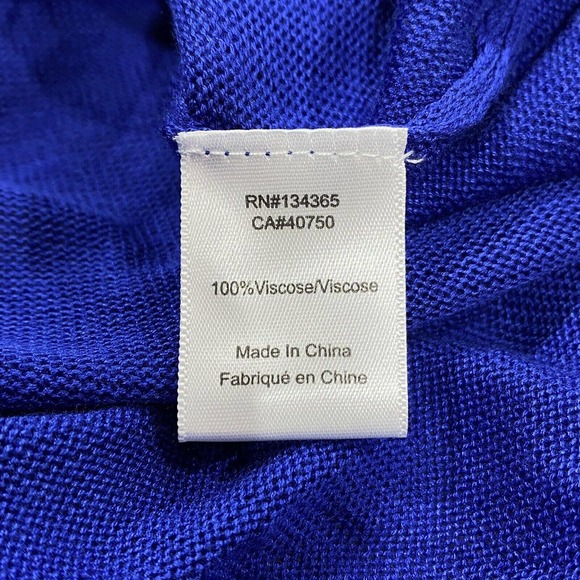 RN#134365
CA#40750
100%Viscose/Viscose
Made In China
Fabriqué en Chine